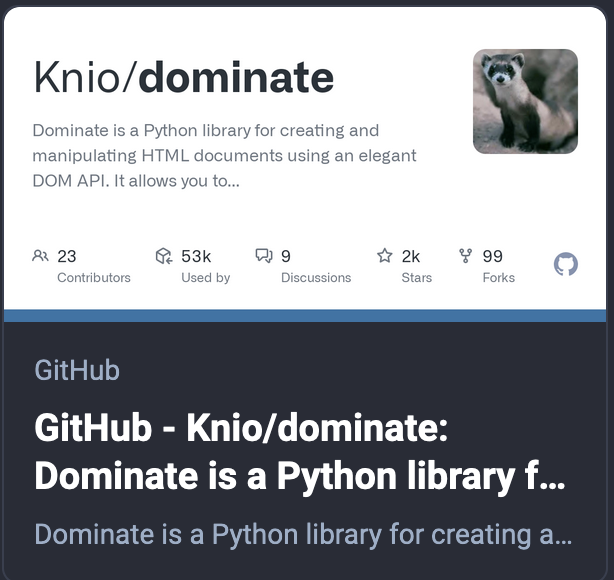 Knio/dominate
Dominate is a Python library for creating and
manipulating HTML documents using an elegant
DOM API. It allows you to...
23
Contributors
53k
Used by
9
Discussions
2k
Stars
99
Forks
GitHub
GitHub - Knio/dominate:
Dominate is a Python library f...
Dominate is a Python library for creating a...